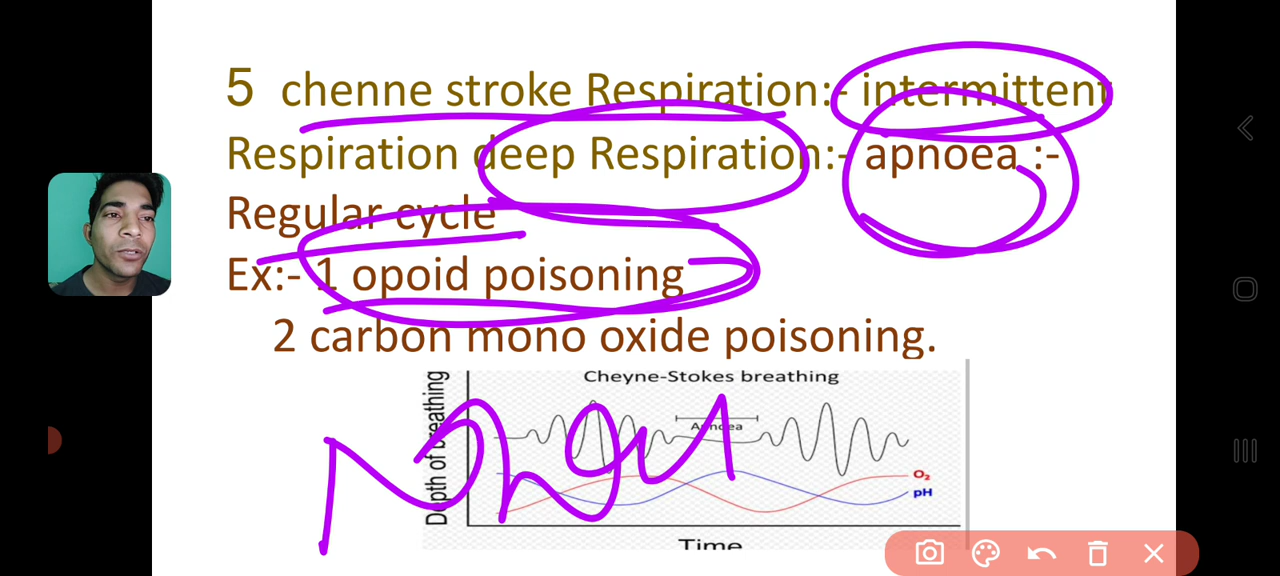 5 chenne stroke Respiration:- intermittent
Respiration deep Respiration:- apnoea :-
Regular cycle
Ex:- 1 opoid poisoning
2 carbon mono oxide poisoning.
Cheyne-Stokes breathing
Depth of breathing
Apnoea
O₂
pH
Time